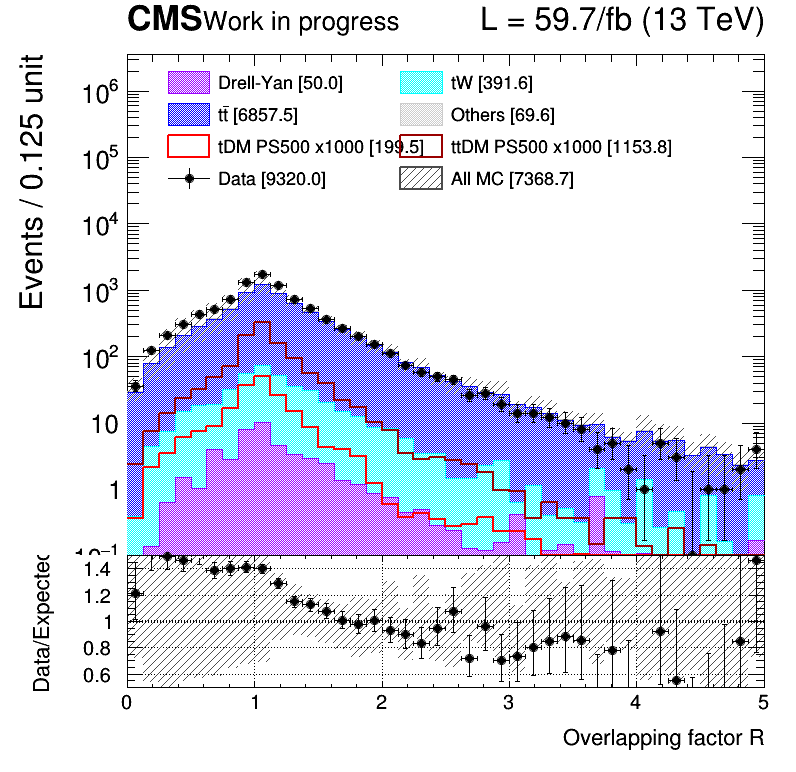 CMS Work in progress L = 59.7/fb (13 TeV)
Events / 0.125 unit
Drell-Yan [50.0] tW [391.6]
tt̄ [6857.5] Others [69.6]
tDM PS500 x1000 [199.5] ttDM PS500 x1000 [1153.8]
Data [9320.0] All MC [7368.7]
10⁶
10⁵
10⁴
10³
10²
10
1
10⁻¹
Data/Expected
1.4
1.2
1
0.8
0.6
0 1 2 3 4 5
Overlapping factor R